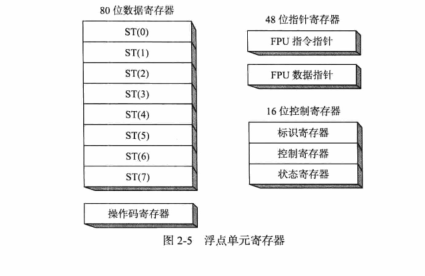 80 位数据寄存器
ST(0)
ST(1)
ST(2)
ST(3)
ST(4)
ST(5)
ST(6)
ST(7)
操作码寄存器
48 位指针寄存器
FPU 指令指针
FPU 数据指针
16 位控制寄存器
标识寄存器
控制寄存器
状态寄存器
图 2-5 浮点单元寄存器